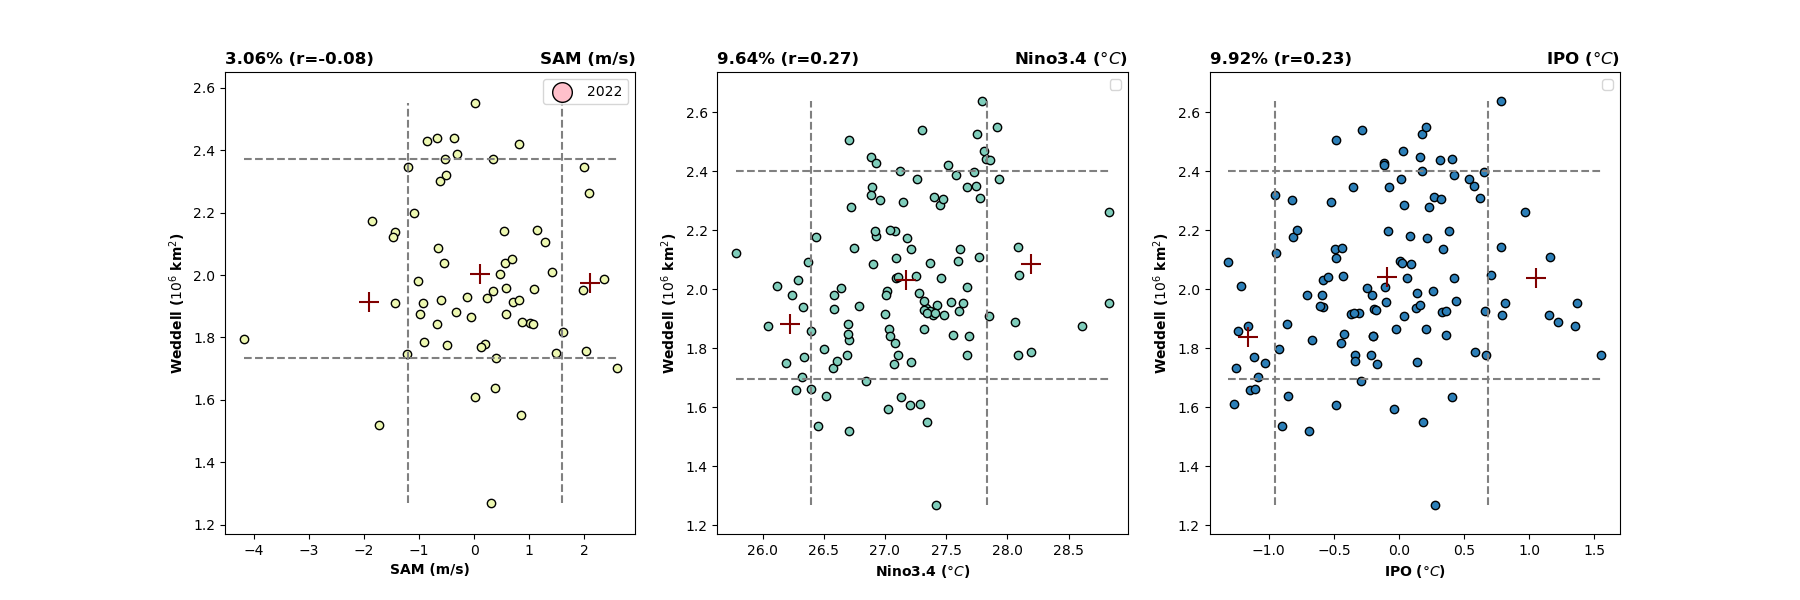 3.06% (r=-0.08) SAM (m/s)
2022
2.6
2.4
2.2
2.0
1.8
1.6
1.4
1.2
Weddell (10⁶ km²)
−4 −3 −2 −1 0 1 2
SAM (m/s)
9.64% (r=0.27) Nino3.4 (°C)
2.6
2.4
2.2
2.0
1.8
1.6
1.4
1.2
Weddell (10⁶ km²)
26.0 26.5 27.0 27.5 28.0 28.5
Nino3.4 (°C)
9.92% (r=0.23) IPO (°C)
2.6
2.4
2.2
2.0
1.8
1.6
1.4
1.2
Weddell (10⁶ km²)
−1.0 −0.5 0.0 0.5 1.0 1.5
IPO (°C)